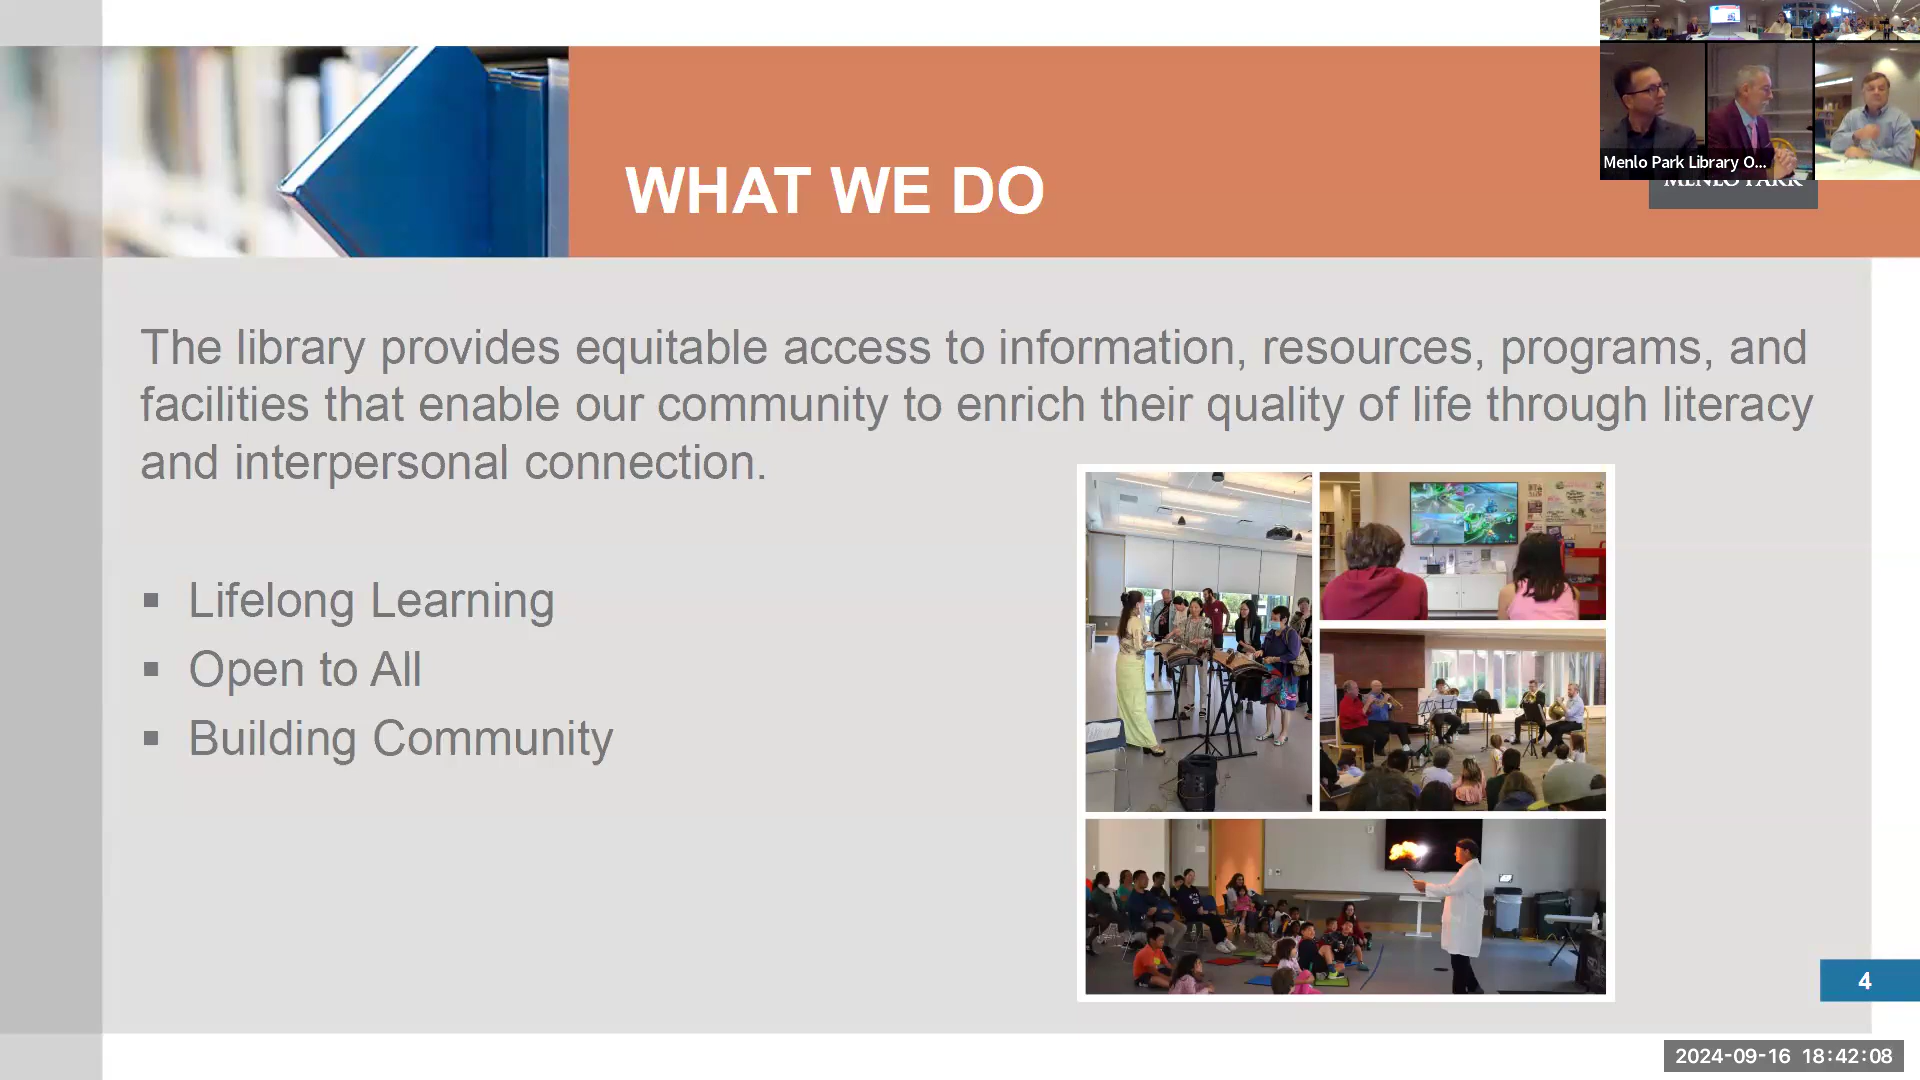 WHAT WE DO
Menlo Park Library O...
MENLO PARK
The library provides equitable access to information, resources, programs, and
facilities that enable our community to enrich their quality of life through literacy
and interpersonal connection.
▪ Lifelong Learning
▪ Open to All
▪ Building Community
4
2024-09-16 18:42:08